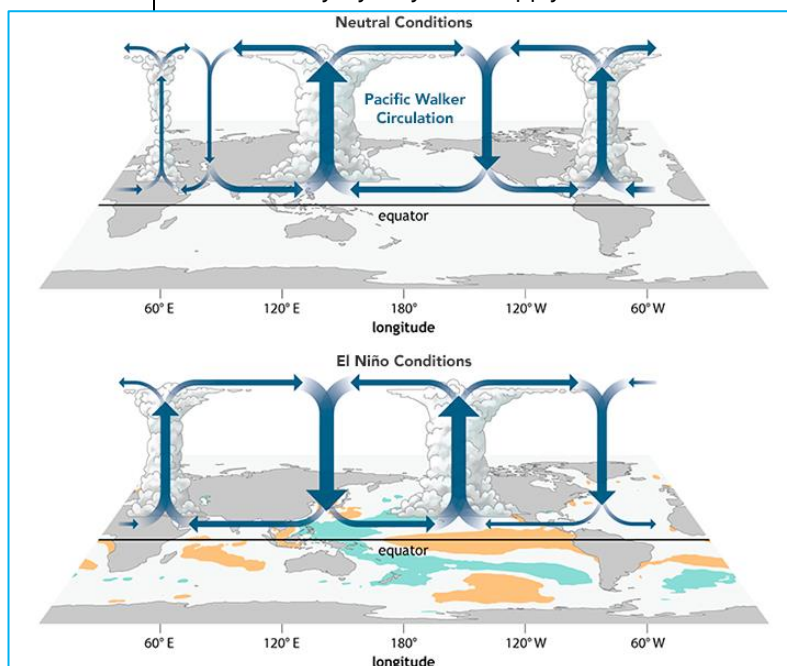 Neutral Conditions
Pacific Walker
Circulation
equator
60° E 120° E 180° 120° W 60° W
longitude
El Niño Conditions
equator
60° E 120° E 180° 120° W 60° W
longitude